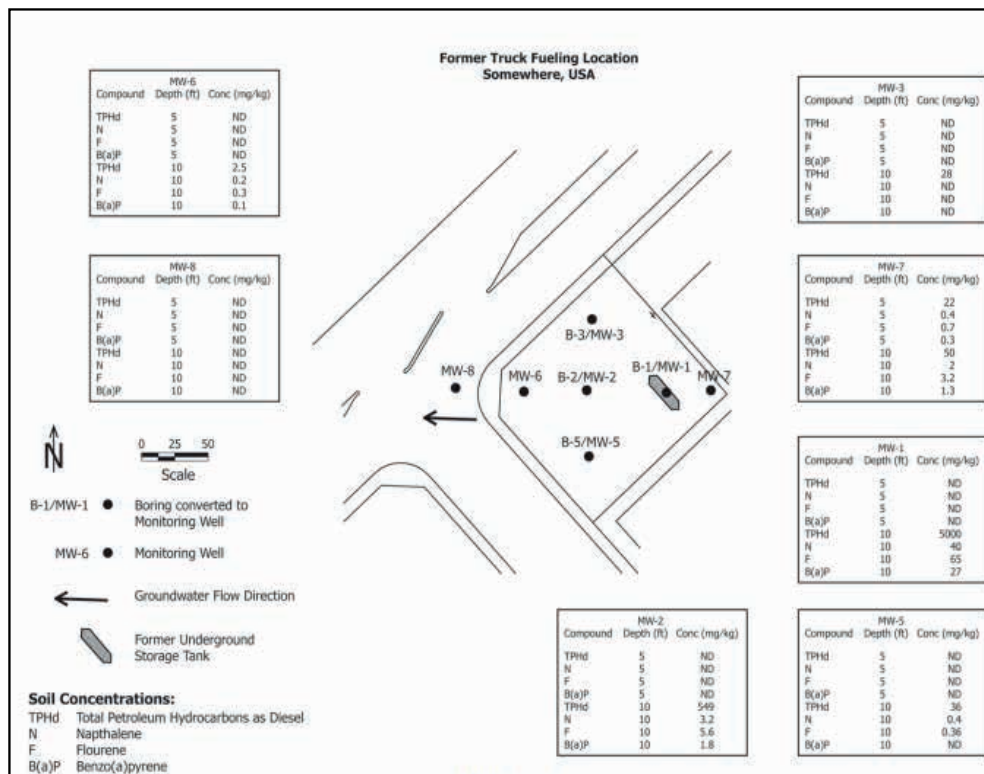 Former Truck Fueling Location
Somewhere, USA
MW-6
Compound Depth (ft) Conc (mg/kg)
TPHd 5 ND
N 5 ND
F 5 ND
B(a)P 5 ND
TPHd 10 2.5
N 10 0.2
F 10 0.3
B(a)P 10 0.1
MW-3
Compound Depth (ft) Conc (mg/kg)
TPHd 5 ND
N 5 ND
F 5 ND
B(a)P 5 ND
TPHd 10 28
N 10 ND
F 10 ND
B(a)P 10 ND
MW-8
Compound Depth (ft) Conc (mg/kg)
TPHd 5 ND
N 5 ND
F 5 ND
B(a)P 5 ND
TPHd 10 ND
N 10 ND
F 10 ND
B(a)P 10 ND
MW-7
Compound Depth (ft) Conc (mg/kg)
TPHd 5 22
N 5 0.4
F 5 0.7
B(a)P 5 0.3
TPHd 10 50
N 10 2
F 10 3.2
B(a)P 10 1.3
B-3/MW-3
MW-8
MW-6
B-2/MW-2
B-1/MW-1
MW-7
B-5/MW-5
MW-1
Compound Depth (ft) Conc (mg/kg)
TPHd 5 ND
N 5 ND
F 5 ND
B(a)P 5 ND
TPHd 10 5000
N 10 40
F 10 65
B(a)P 10 27
N
0 25 50
Scale
B-1/MW-1 Boring converted to
Monitoring Well
MW-6 Monitoring Well
Groundwater Flow Direction
Former Underground
Storage Tank
MW-2
Compound Depth (ft) Conc (mg/kg)
TPHd 5 ND
N 5 ND
F 5 ND
B(a)P 5 ND
TPHd 10 549
N 10 3.2
F 10 5.6
B(a)P 10 1.8
MW-5
Compound Depth (ft) Conc (mg/kg)
TPHd 5 ND
N 5 ND
F 5 ND
B(a)P 5 ND
TPHd 10 36
N 10 0.4
F 10 0.36
B(a)P 10 ND
Soil Concentrations:
TPHd Total Petroleum Hydrocarbons as Diesel
N Napthalene
F Flourene
B(a)P Benzo(a)pyrene